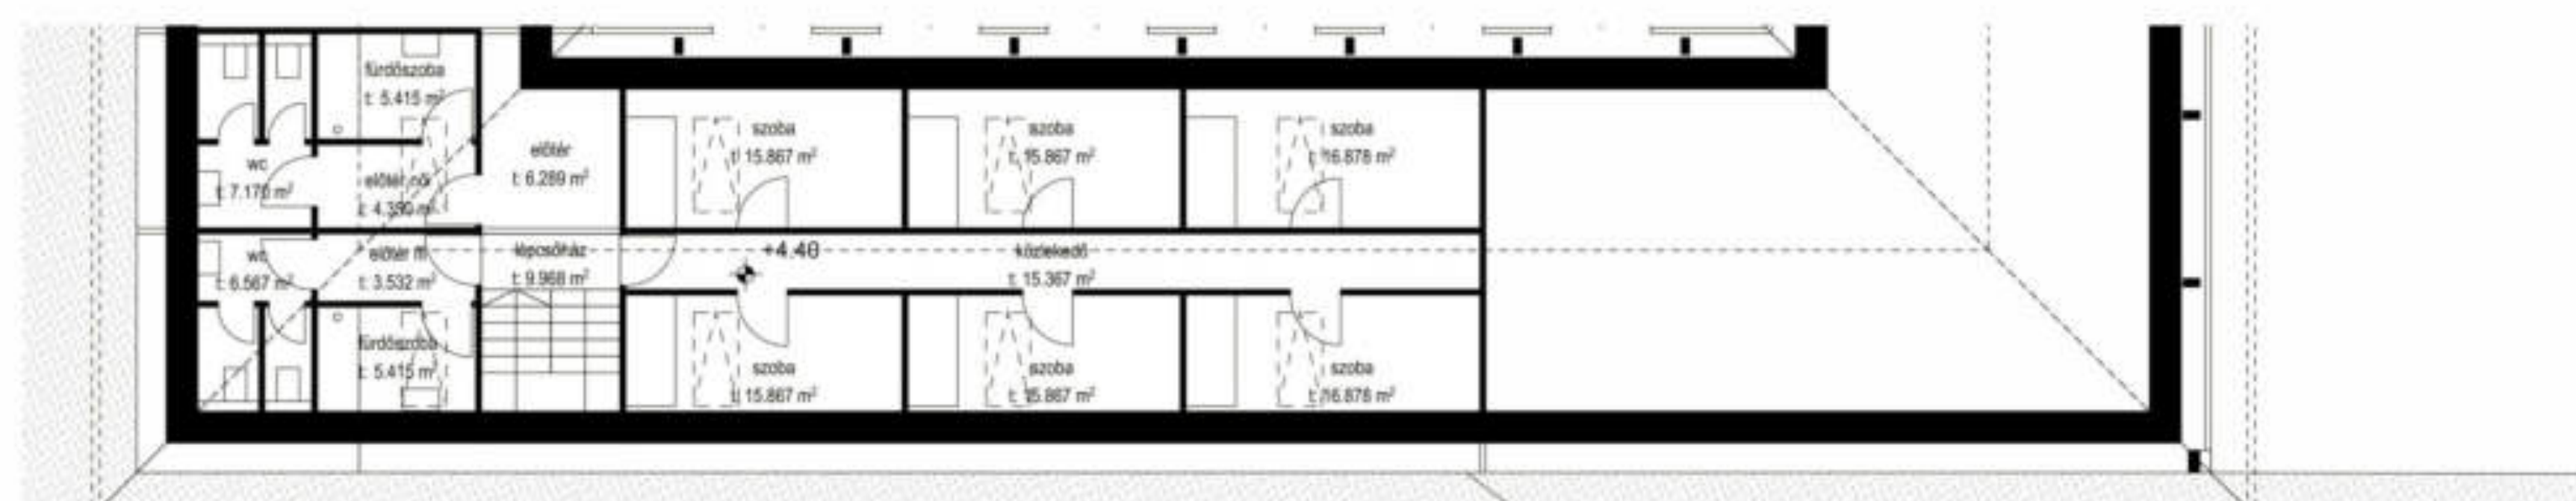 fürdőszoba
t: 5.415 m²
wc
t: 7.170 m²
előtér női
t: 4.350 m²
előtér
t: 6.289 m²
szoba
t: 15.867 m²
szoba
t: 15.867 m²
szoba
t: 16.878 m²
wc
t: 6.567 m²
előtér ffi
t: 3.532 m²
lépcsőház
t: 9.968 m²
+4.40
közlekedő
t: 15.367 m²
fürdőszoba
t: 5.415 m²
szoba
t: 15.867 m²
szoba
t: 15.867 m²
szoba
t: 16.878 m²